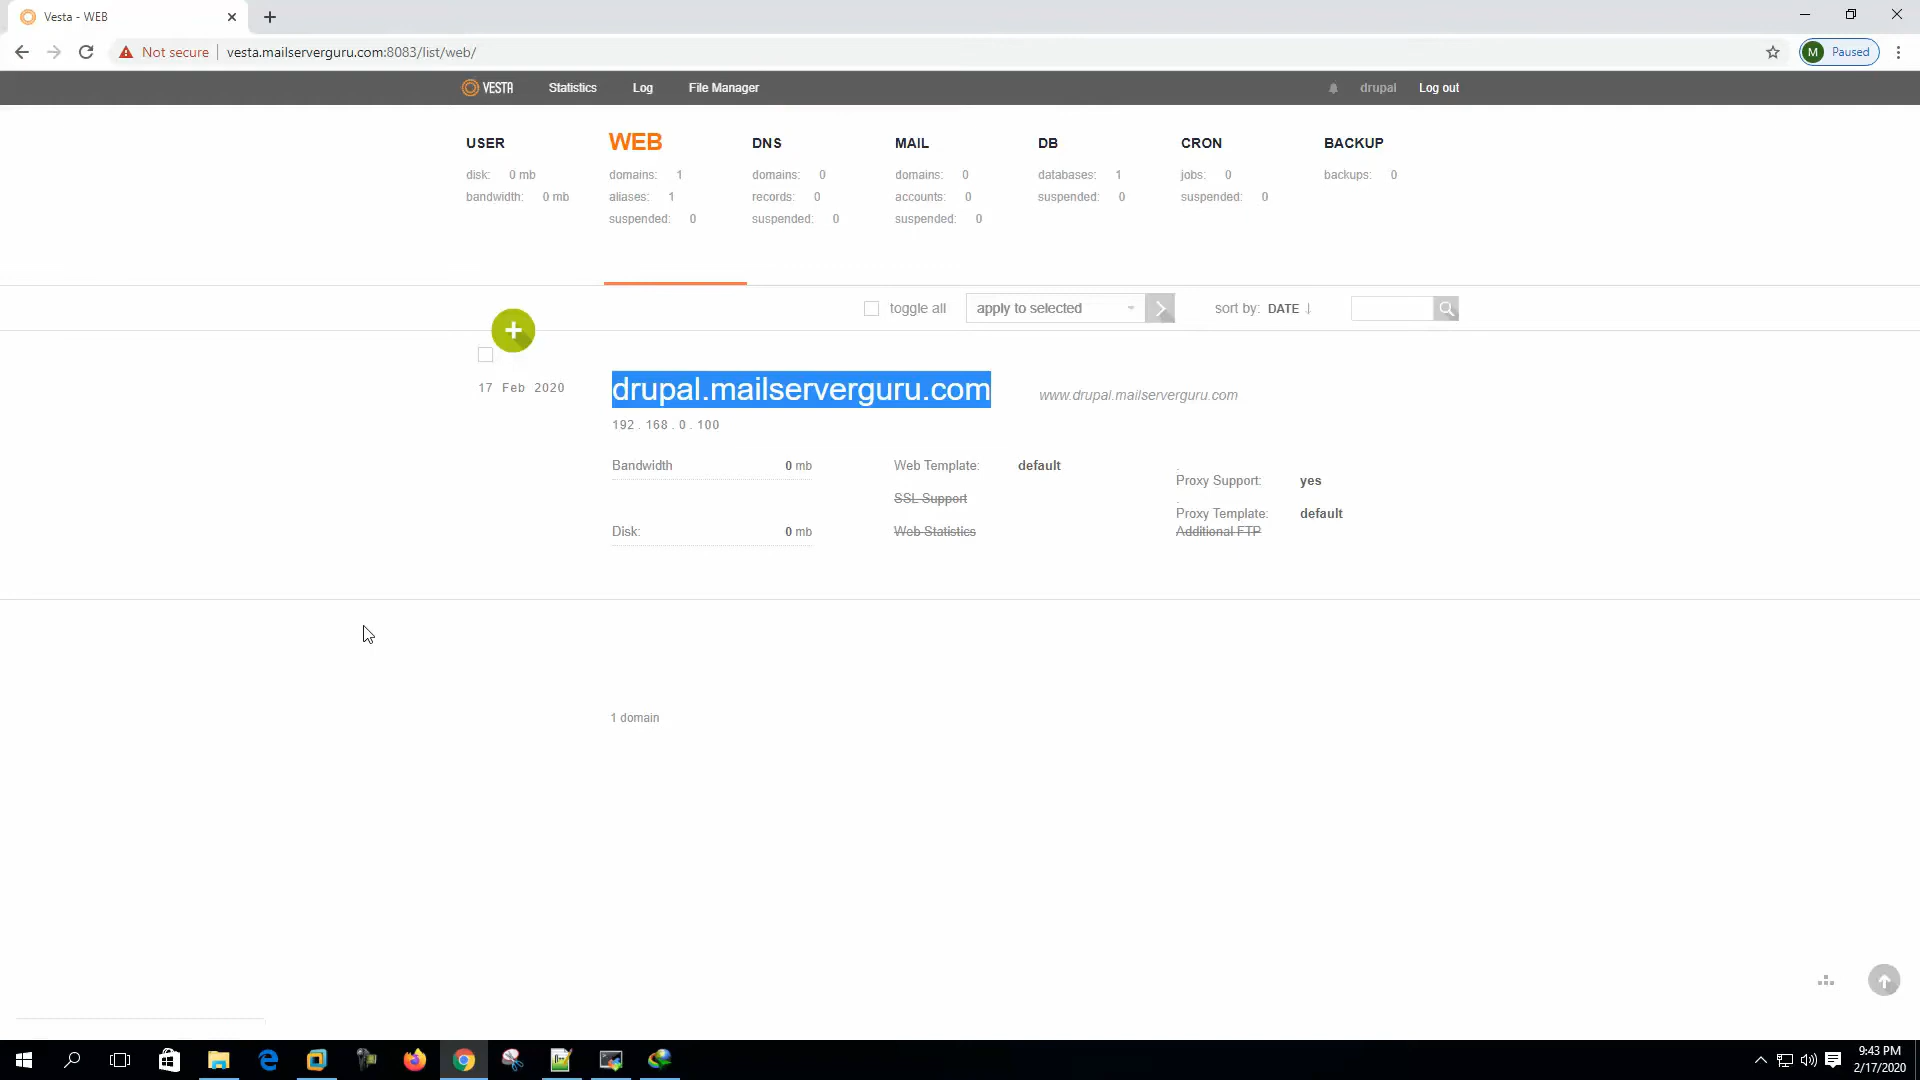 Vesta - WEB
Not secure vesta.mailserverguru.com:8083/list/web/ M Paused
VESTA Statistics Log File Manager drupal Log out
USER WEB DNS MAIL DB CRON BACKUP
disk: 0 mb domains: 1 domains: 0 domains: 0 databases: 1 jobs: 0 backups: 0
bandwidth: 0 mb aliases: 1 records: 0 accounts: 0 suspended: 0 suspended: 0
suspended: 0 suspended: 0 suspended: 0
toggle all apply to selected sort by: DATE ↓
17 Feb 2020 drupal.mailserverguru.com www.drupal.mailserverguru.com
192.168.0.100
Bandwidth 0 mb Web Template: default
Proxy Support: yes
SSL Support
Proxy Template: default
Disk: 0 mb Web Statistics Additional FTP
1 domain
9:43 PM
2/17/2020